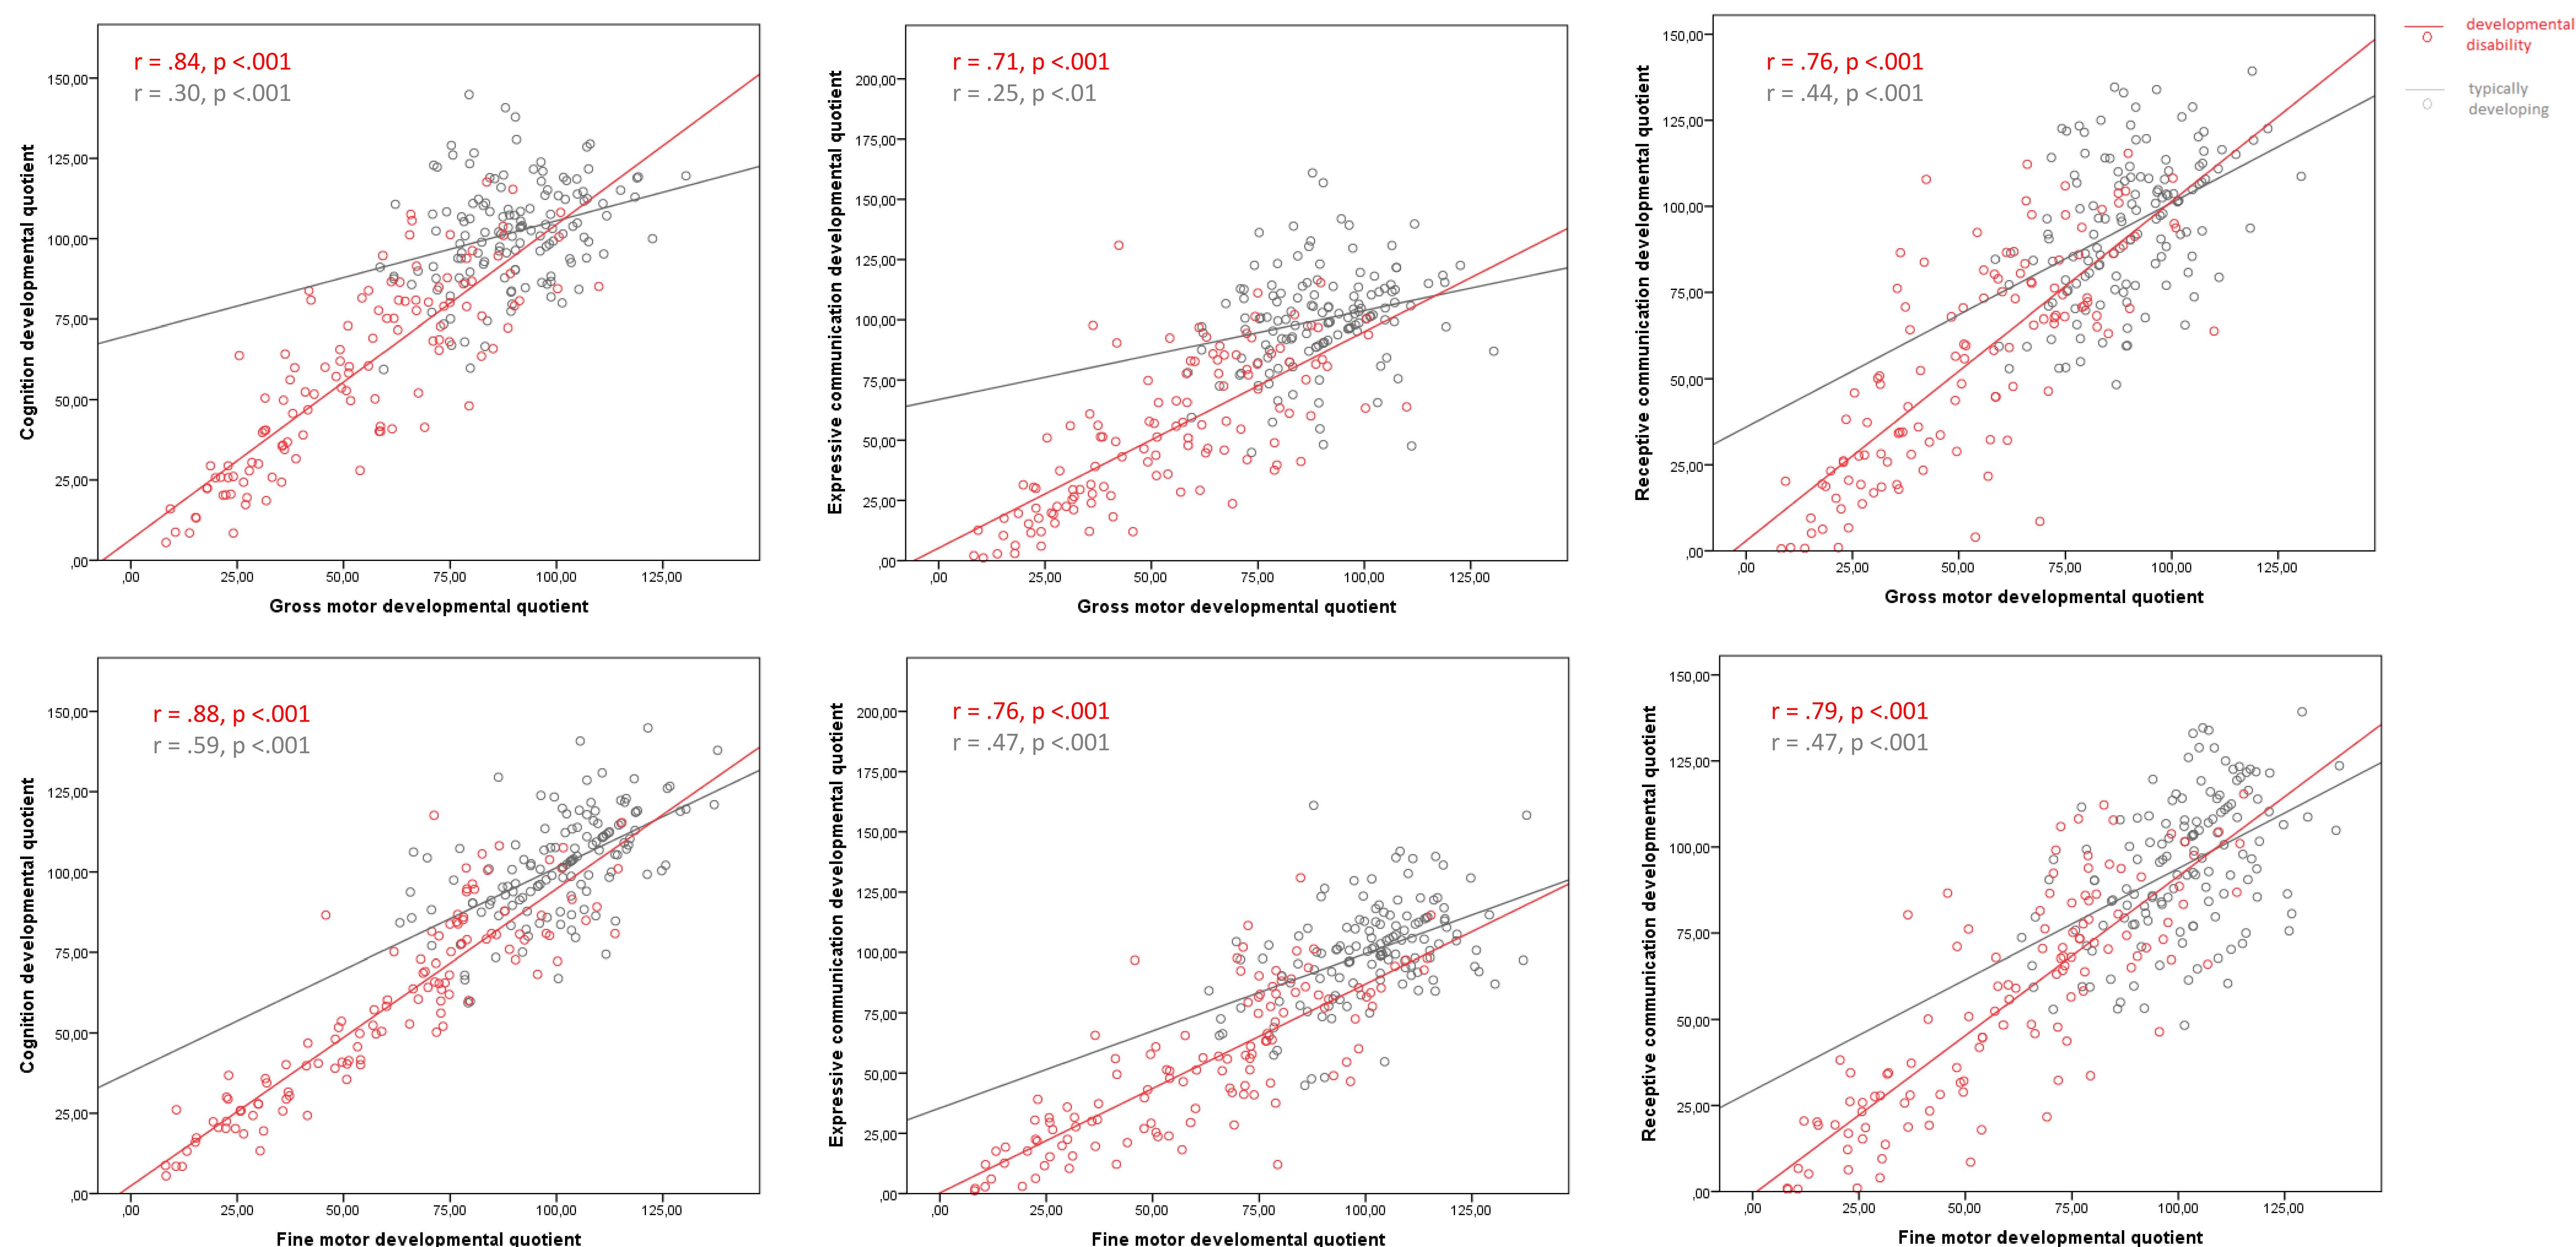 r = .84, p <.001
r = .30, p <.001
150,00
125,00
100,00
75,00
50,00
25,00
,00
Cognition developmental quotient
,00 25,00 50,00 75,00 100,00 125,00
Gross motor developmental quotient
r = .71, p <.001
r = .25, p <.01
200,00
175,00
150,00
125,00
100,00
75,00
50,00
25,00
,00
Expressive communication developmental quotient
,00 25,00 50,00 75,00 100,00 125,00
Gross motor developmental quotient
r = .76, p <.001
r = .44, p <.001
150,00
125,00
100,00
75,00
50,00
25,00
,00
Receptive communication developmental quotient
,00 25,00 50,00 75,00 100,00 125,00
Gross motor developmental quotient
developmental
disability
typically
developing
r = .88, p <.001
r = .59, p <.001
150,00
125,00
100,00
75,00
50,00
25,00
,00
Cognition developmental quotient
,00 25,00 50,00 75,00 100,00 125,00
Fine motor developmental quotient
r = .76, p <.001
r = .47, p <.001
200,00
175,00
150,00
125,00
100,00
75,00
50,00
25,00
,00
Expressive communication developmental quotient
,00 25,00 50,00 75,00 100,00 125,00
Fine motor develomental quotient
r = .79, p <.001
r = .47, p <.001
150,00
125,00
100,00
75,00
50,00
25,00
,00
Receptive communication developmental quotient
,00 25,00 50,00 75,00 100,00 125,00
Fine motor developmental quotient